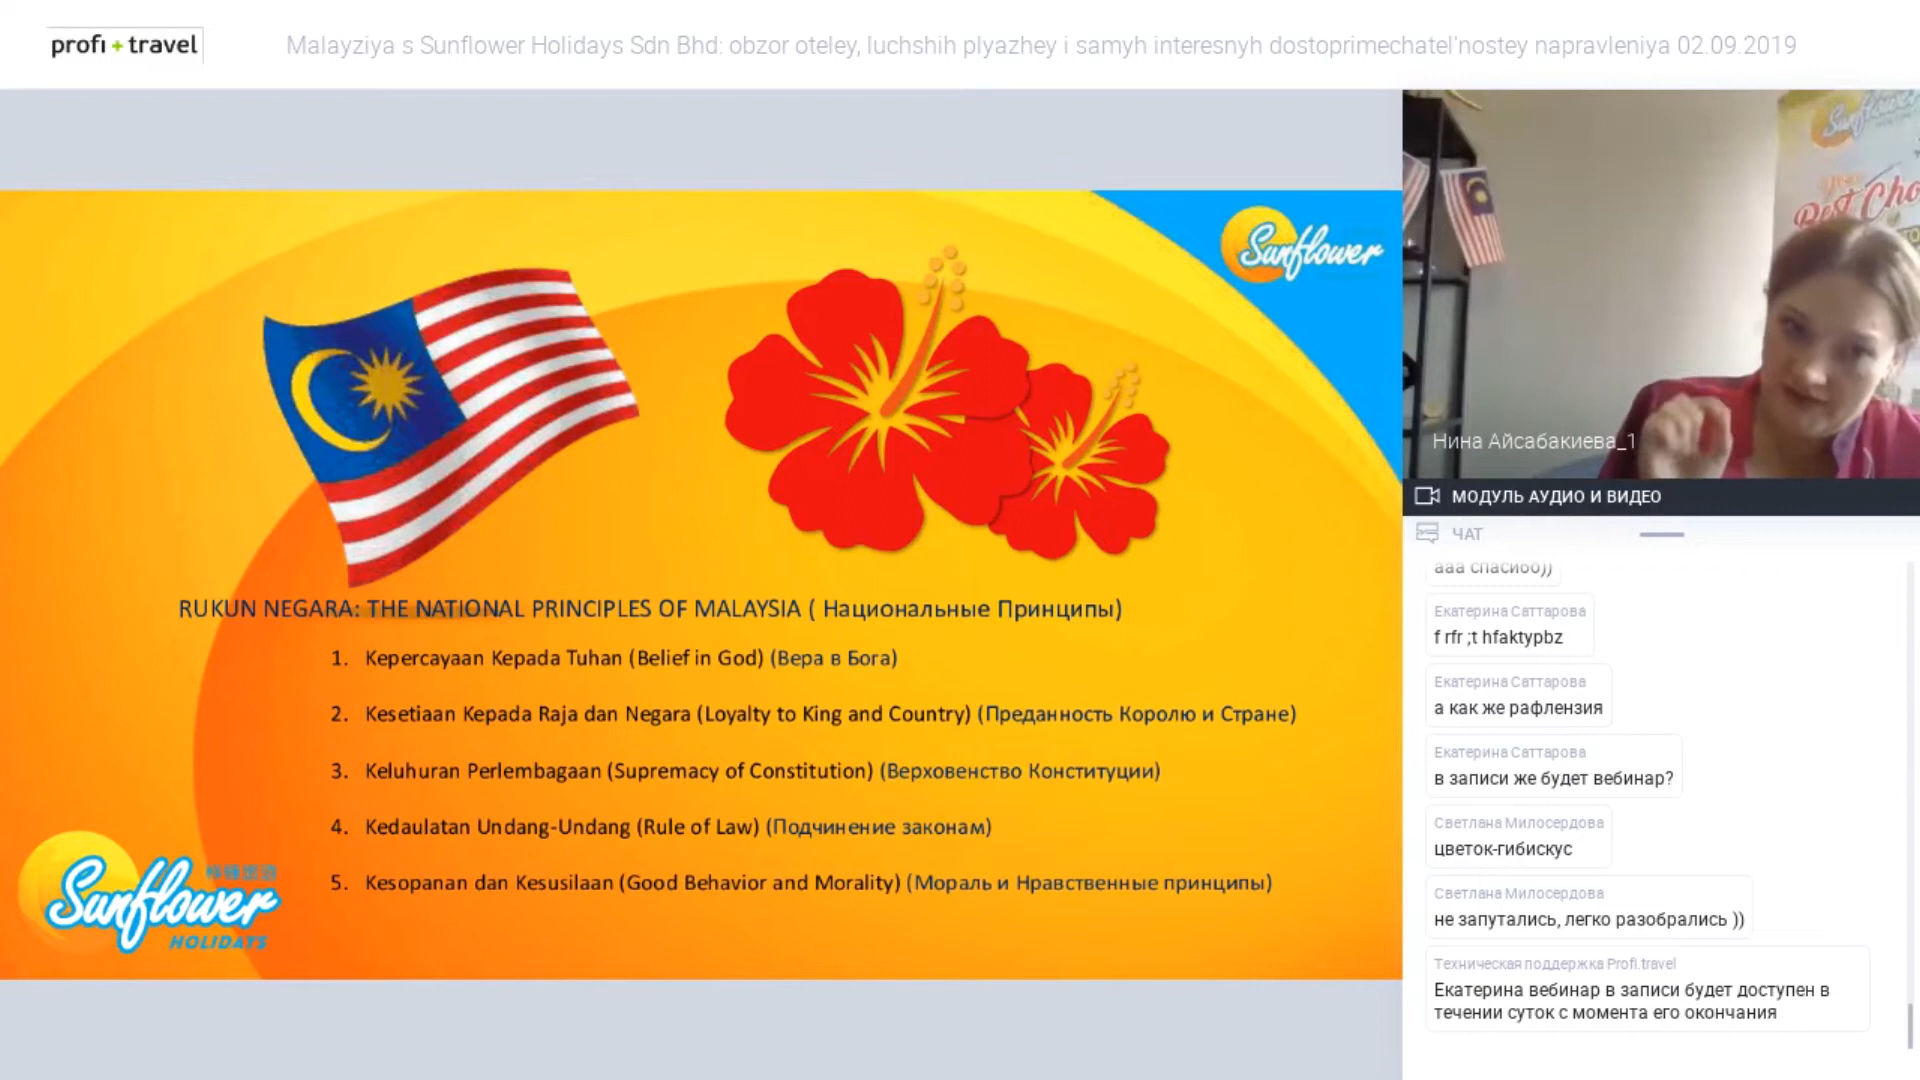 profi + travel
Malayziya s Sunflower Holidays Sdn Bhd: obzor oteley, luchshih plyazhey i samyh interesnyh dostoprimechatel'nostey napravleniya 02.09.2019
Sunflower
RUKUN NEGARA: THE NATIONAL PRINCIPLES OF MALAYSIA ( Национальные Принципы)
1. Kepercayaan Kepada Tuhan (Belief in God) (Вера в Бога)
2. Kesetiaan Kepada Raja dan Negara (Loyalty to King and Country) (Преданность Королю и Стране)
3. Keluhuran Perlembagaan (Supremacy of Constitution) (Верховенство Конституции)
4. Kedaulatan Undang-Undang (Rule of Law) (Подчинение законам)
5. Kesopanan dan Kesusilaan (Good Behavior and Morality) (Мораль и Нравственные принципы)
Sunflower
HOLIDAYS
Sunflower
Best Cho
Нина Айсабакиева_1
МОДУЛЬ АУДИО И ВИДЕО
ЧАТ
ааа спасибо))
Екатерина Саттарова
f rfr ;t hfaktypbz
Екатерина Саттарова
а как же рафлензия
Екатерина Саттарова
в записи же будет вебинар?
Светлана Милосердова
цветок-гибискус
Светлана Милосердова
не запутались, легко разобрались ))
Техническая поддержка Profi.travel
Екатерина вебинар в записи будет доступен в
течении суток с момента его окончания